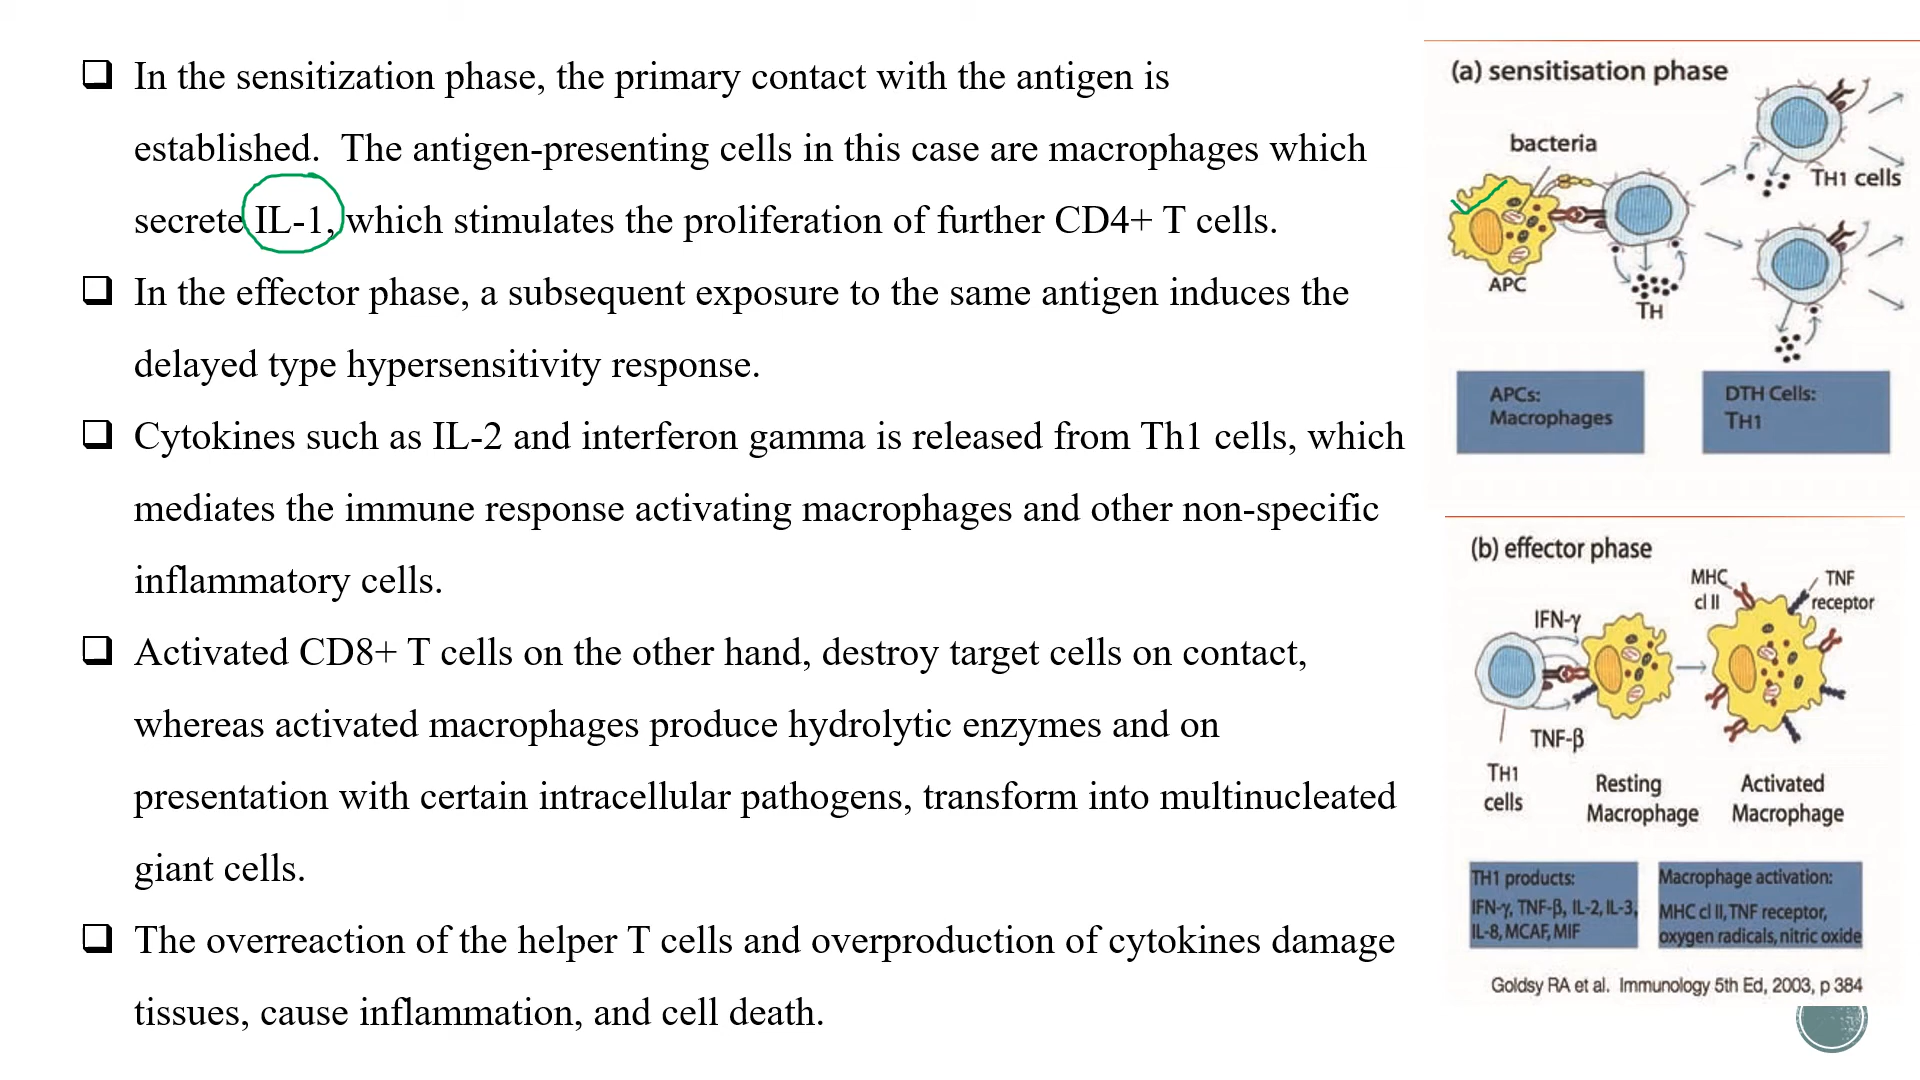 In the sensitization phase, the primary contact with the antigen is
established. The antigen-presenting cells in this case are macrophages which
secrete IL-1, which stimulates the proliferation of further CD4+ T cells.
In the effector phase, a subsequent exposure to the same antigen induces the
delayed type hypersensitivity response.
Cytokines such as IL-2 and interferon gamma is released from Th1 cells, which
mediates the immune response activating macrophages and other non-specific
inflammatory cells.
Activated CD8+ T cells on the other hand, destroy target cells on contact,
whereas activated macrophages produce hydrolytic enzymes and on
presentation with certain intracellular pathogens, transform into multinucleated
giant cells.
The overreaction of the helper T cells and overproduction of cytokines damage
tissues, cause inflammation, and cell death.
(a) sensitisation phase
bacteria
TH1 cells
APC
TH
APCs:
Macrophages
DTH Cells:
TH1
(b) effector phase
MHC
cl II
TNF
receptor
IFN-γ
TNF-β
TH1
cells
Resting
Macrophage
Activated
Macrophage
TH1 products:
IFN-γ, TNF-β, IL-2, IL-3,
IL-8, MCAF, MIF
Macrophage activation:
MHC cl II, TNF receptor,
oxygen radicals, nitric oxide
Goldsy RA et al. Immunology 5th Ed, 2003, p 384